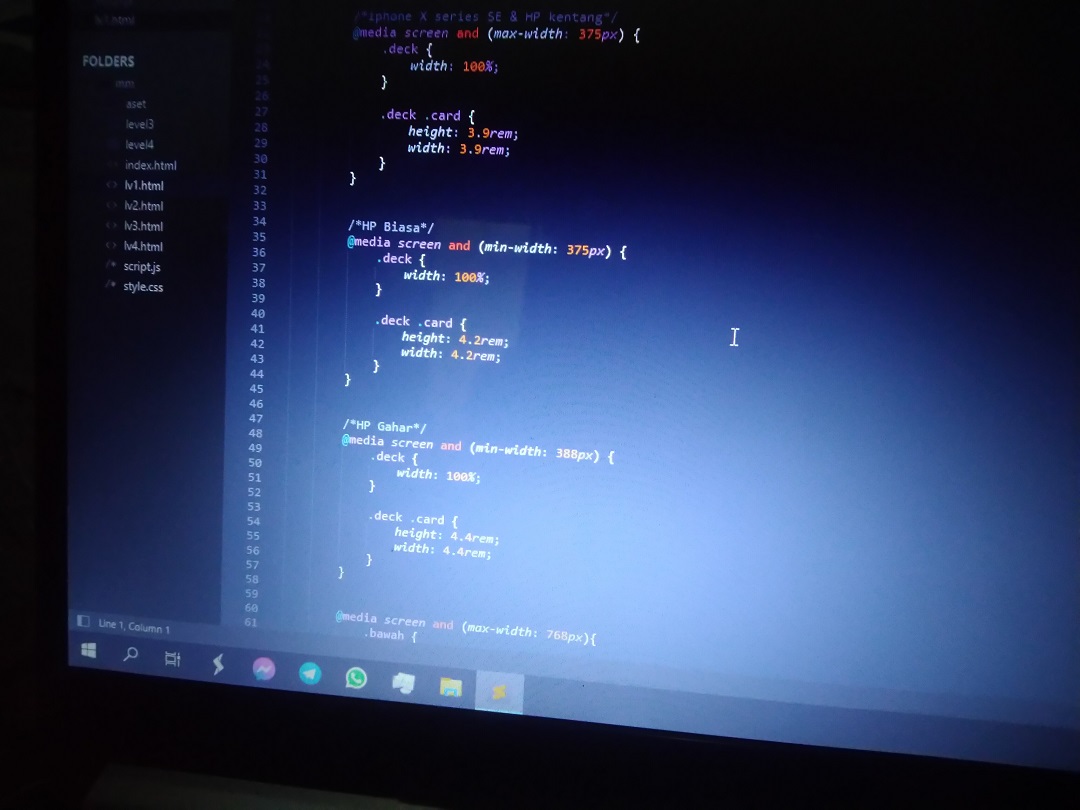 lv1.html
FOLDERS
mm
aset
level3
level4
index.html
lv1.html
lv2.html
lv3.html
lv4.html
script.js
style.css
/*iphone X series SE & HP kentang*/
@media screen and (max-width: 375px) {
.deck {
24 width: 100%;
25 }
26
27 .deck .card {
28 height: 3.9rem;
29 width: 3.9rem;
30 }
31 }
32
33
34 /*HP Biasa*/
35 @media screen and (min-width: 375px) {
36 .deck {
37 width: 100%;
38 }
39
40 .deck .card {
41 height: 4.2rem;
42 width: 4.2rem;
43 }
44 }
45
46
47 /*HP Gahar*/
48 @media screen and (min-width: 388px) {
49 .deck {
50 width: 100%;
51 }
52
53 .deck .card {
54 height: 4.4rem;
55 width: 4.4rem;
56 }
57 }
58
59
60 @media screen and (max-width: 768px){
61 .bawah {
Line 1, Column 1